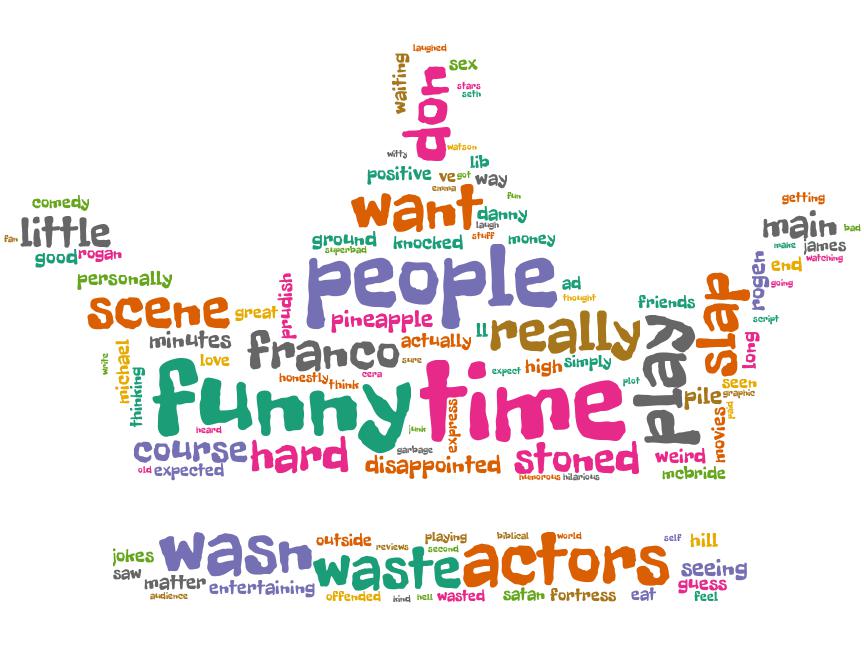 laughed
waiting
don
sex
stars
seth
witty
watson
lib
positive
ve
got
way
emma
fun
want
danny
laugh
ground
knocked
stuff
money
superbad
comedy
fan
little
good
rogan
personally
getting
main
bad
make
james
watching
rogen
end
going
people
ad
thought
scene
great
prudish
pineapple
friends
slap
script
minutes
franco
actually
ll
really
play
long
write
michael
love
sure
thinking
honestly
think
cera
expect
high
simply
plot
seen
graphic
pile
funny
time
movies
pad
heard
junk
express
course
hard
garbage
disappointed
stoned
weird
old
expected
humorous
hilarious
mcbride
jokes
wasn
outside
reviews
playing
second
biblical
world
self
hill
saw
matter
entertaining
waste
actors
seeing
guess
audience
offended
kind
hell
wasted
satan
fortress
eat
feel